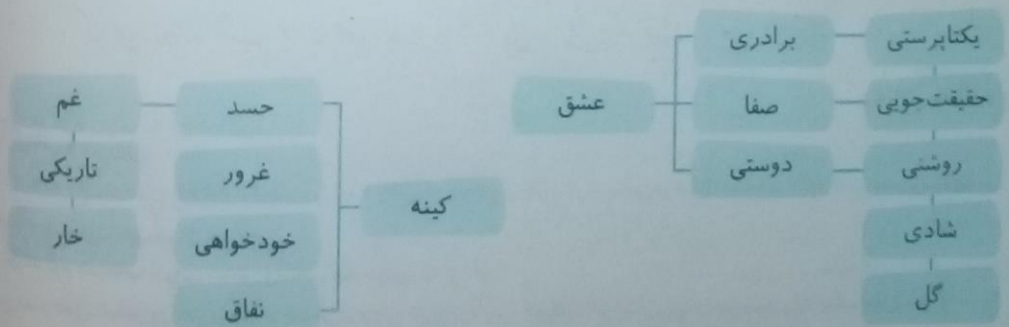 یکتاپرستی
برادری
حقیقت‌جویی
صفا
عشق
روشنی
دوستی
شادی
گل
کینه
حسد
غم
غرور
تاریکی
خودخواهی
خار
نفاق